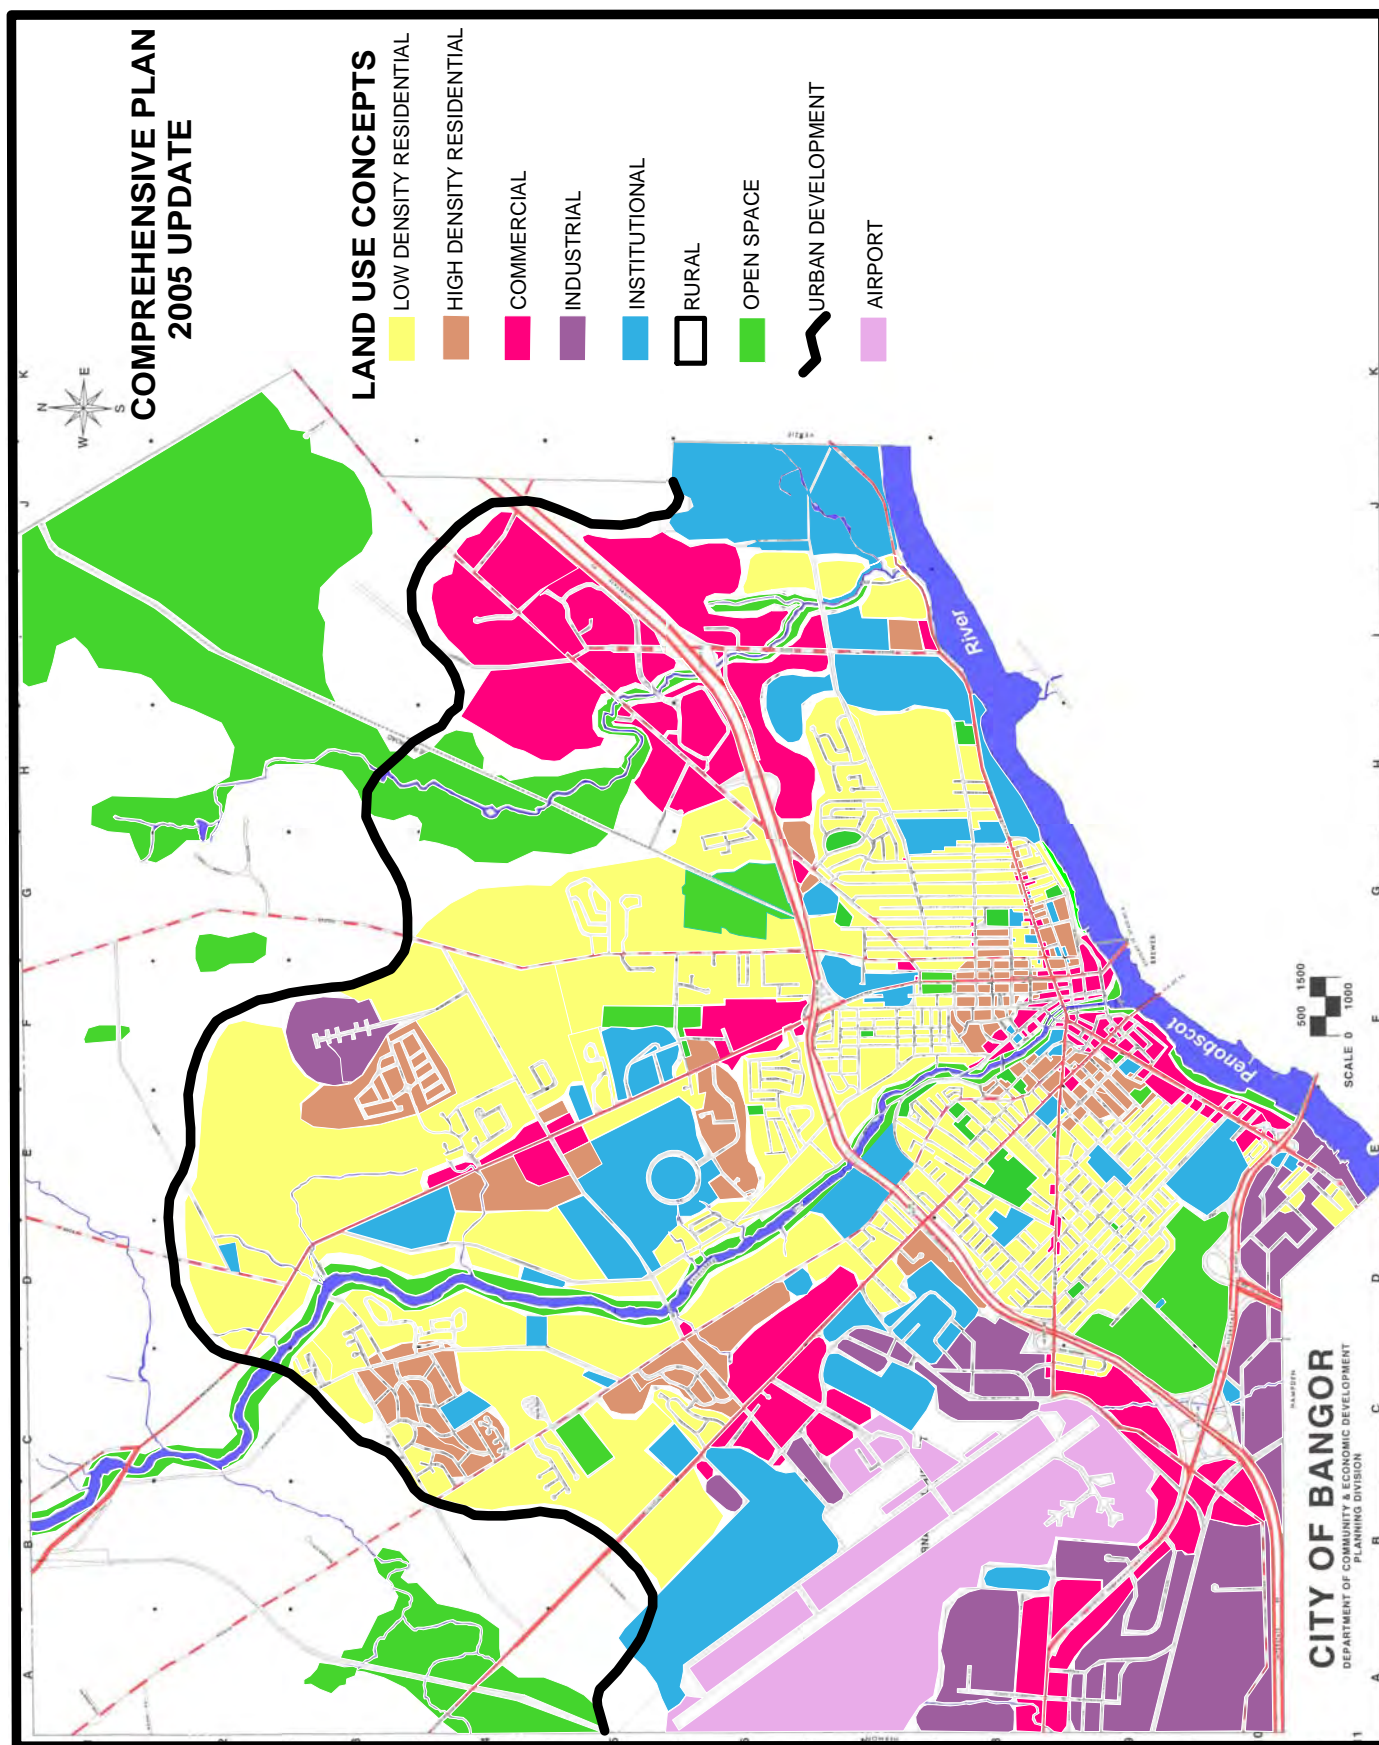 COMPREHENSIVE PLAN
2005 UPDATE
LAND USE CONCEPTS
LOW DENSITY RESIDENTIAL
HIGH DENSITY RESIDENTIAL
COMMERCIAL
INDUSTRIAL
INSTITUTIONAL
RURAL
OPEN SPACE
URBAN DEVELOPMENT
AIRPORT
N
W E
S
A B C D E F G H I J K
River
Penobscot
BREWER
HAMPDEN
A B C D E F G H I J K
500 1500
SCALE 0 1000
CITY OF BANGOR
DEPARTMENT OF COMMUNITY & ECONOMIC DEVELOPMENT
PLANNING DIVISION